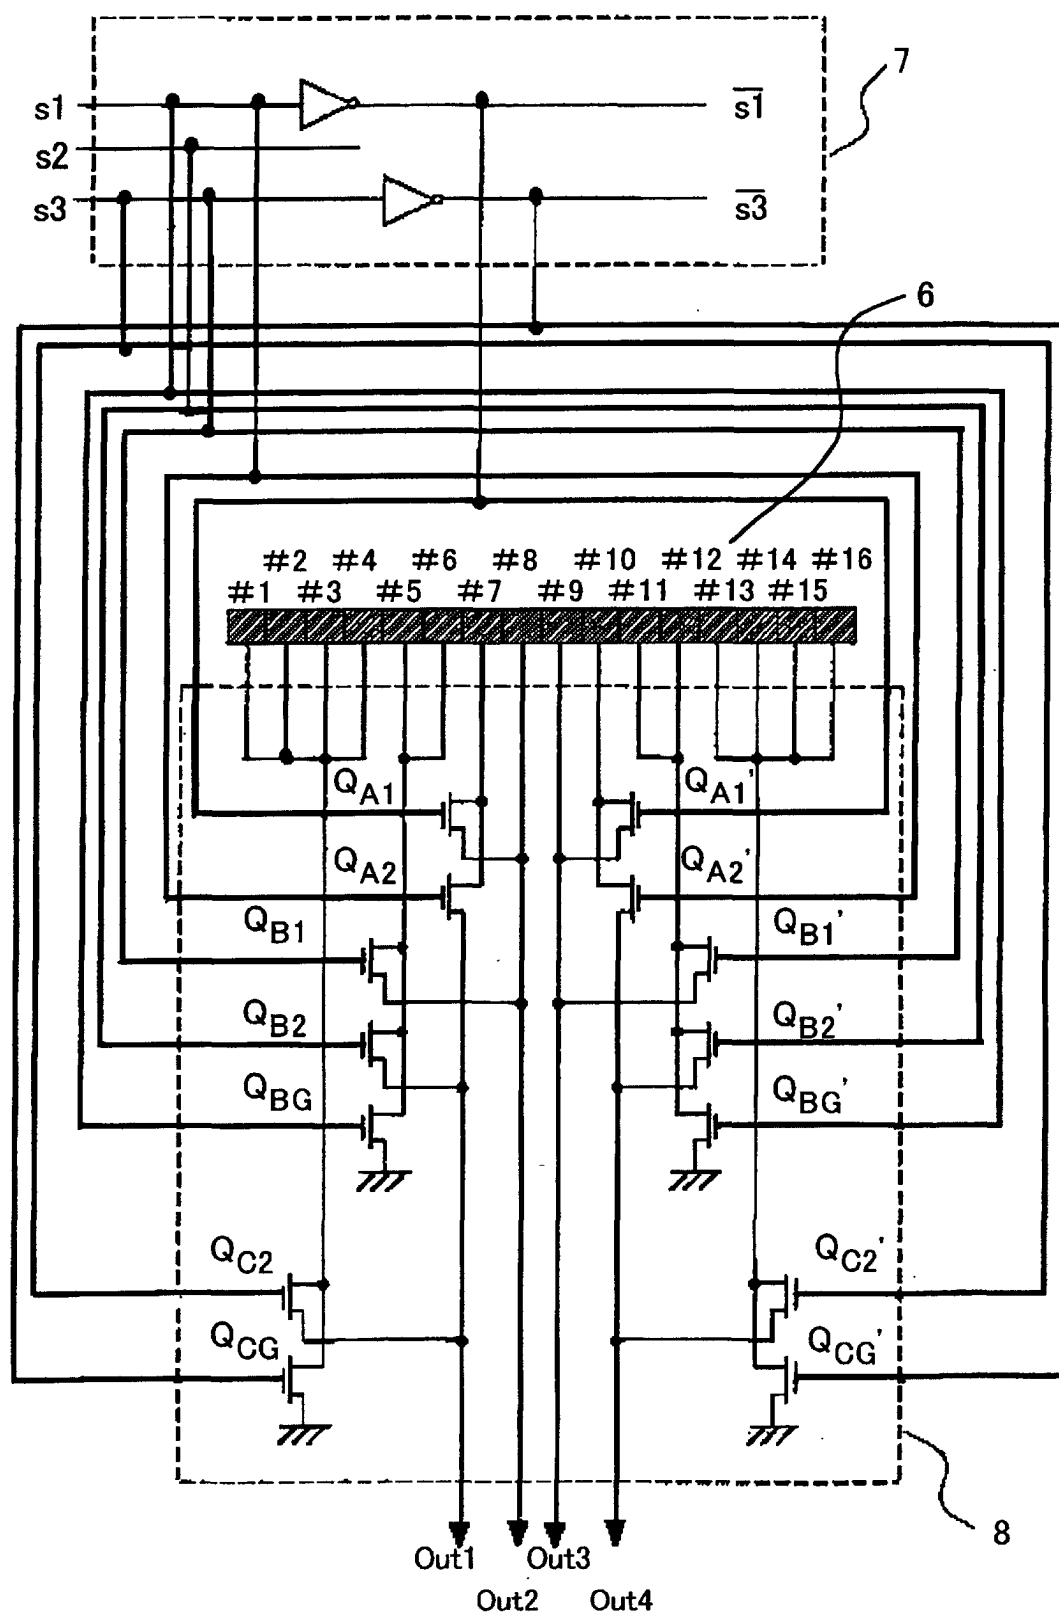 7
s1 s̅1̅
s2
s3 s̅3̅
6
#2 #4 #6 #8 #10 #12 #14 #16
#1 #3 #5 #7 #9 #11 #13 #15
QA1 QA1'
QA2 QA2'
QB1 QB1'
QB2 QB2'
QBG QBG'
QC2 QC2'
QCG QCG'
8
Out1 Out3
Out2 Out4